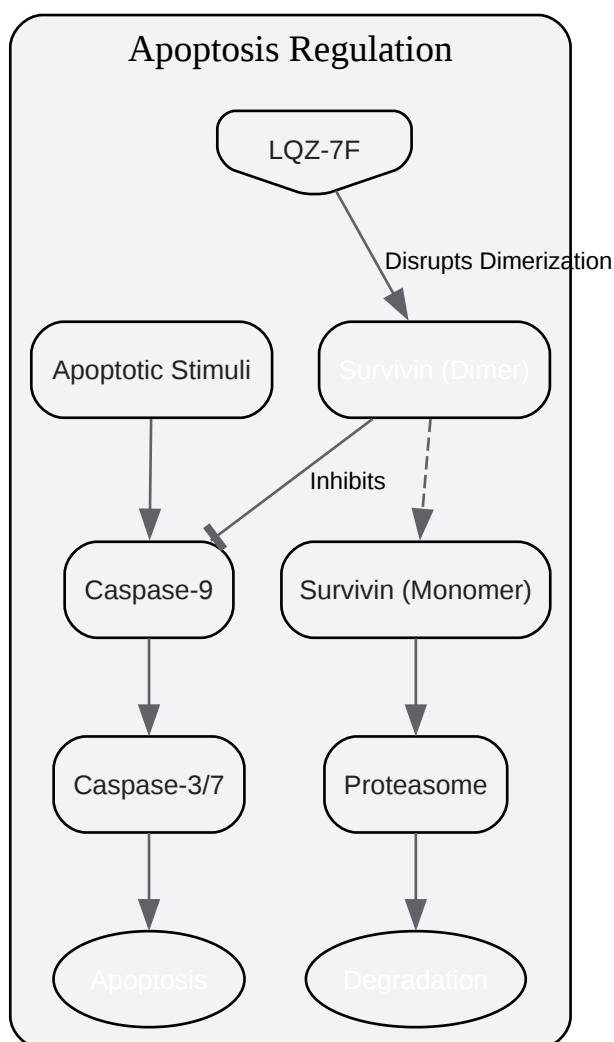 Apoptosis Regulation
LQZ-7F
Disrupts Dimerization
Apoptotic Stimuli
Survivin (Dimer)
Inhibits
Caspase-9
Survivin (Monomer)
Caspase-3/7
Proteasome
Apoptosis
Degradation